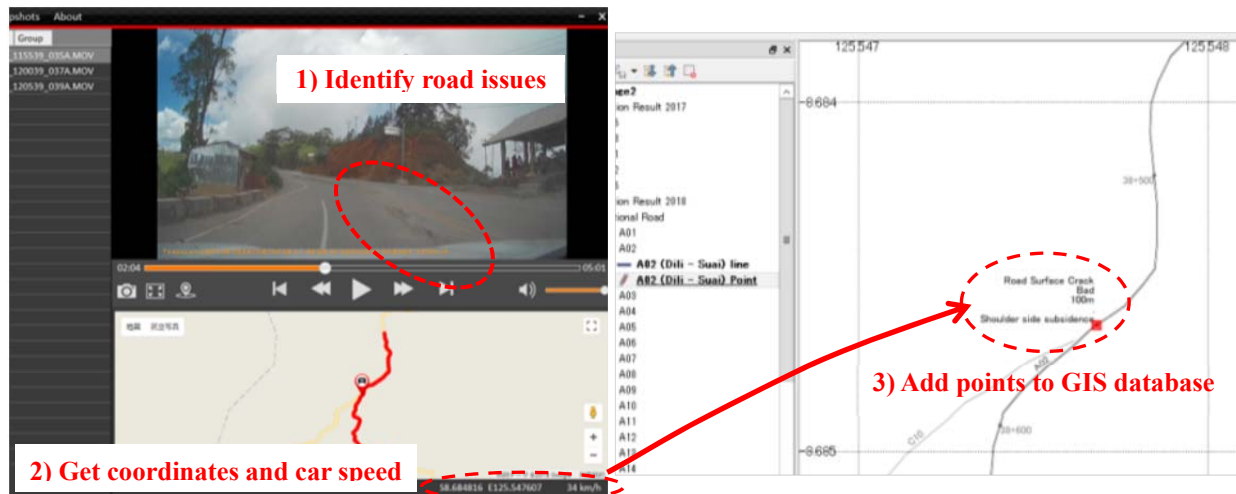 pshots About
Group
_115539_035A.MOV
_120039_037A.MOV
_120539_039A.MOV
1) Identify road issues
02:04
05:01
2) Get coordinates and car speed
S8.684816 E125.547607 34 km/h
ion Result 2017
ion Result 2018
ional Road
A01
A02
A02 (Dili - Suai) line
A02 (Dili - Suai) Point
A03
A04
A05
A06
A07
A08
A09
A10
A11
A12
A13
A14
125.547
125.548
-8.684
38+500
Road Surface Crack
Bad
100m
Shoulder side subsidence
A02
3) Add points to GIS database
C10
38+600
-8.685